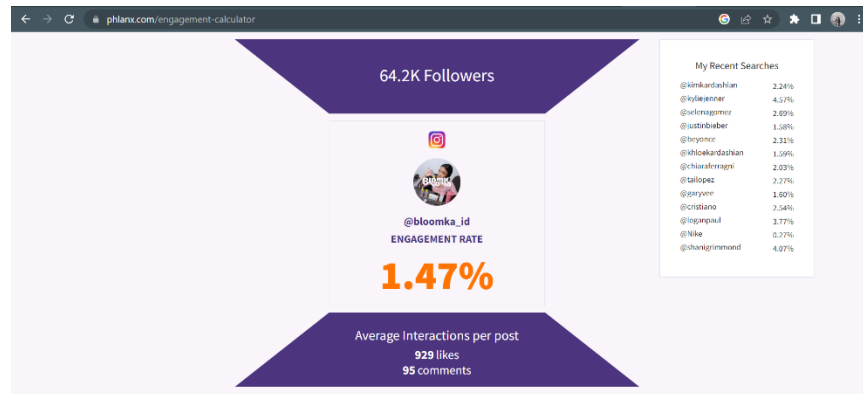 phlanx.com/engagement-calculator
64.2K Followers
@bloomka_id
ENGAGEMENT RATE
1.47%
Average Interactions per post
929 likes
95 comments
My Recent Searches
@kimkardashian 2.24%
@kyliejenner 4.57%
@selenagomez 2.69%
@justinbieber 1.58%
@beyonce 2.31%
@khloekardashian 1.59%
@chiaraferragni 2.03%
@tailopez 2.27%
@garyvee 1.60%
@cristiano 2.54%
@loganpaul 3.77%
@Nike 0.27%
@shanigrimmond 4.07%